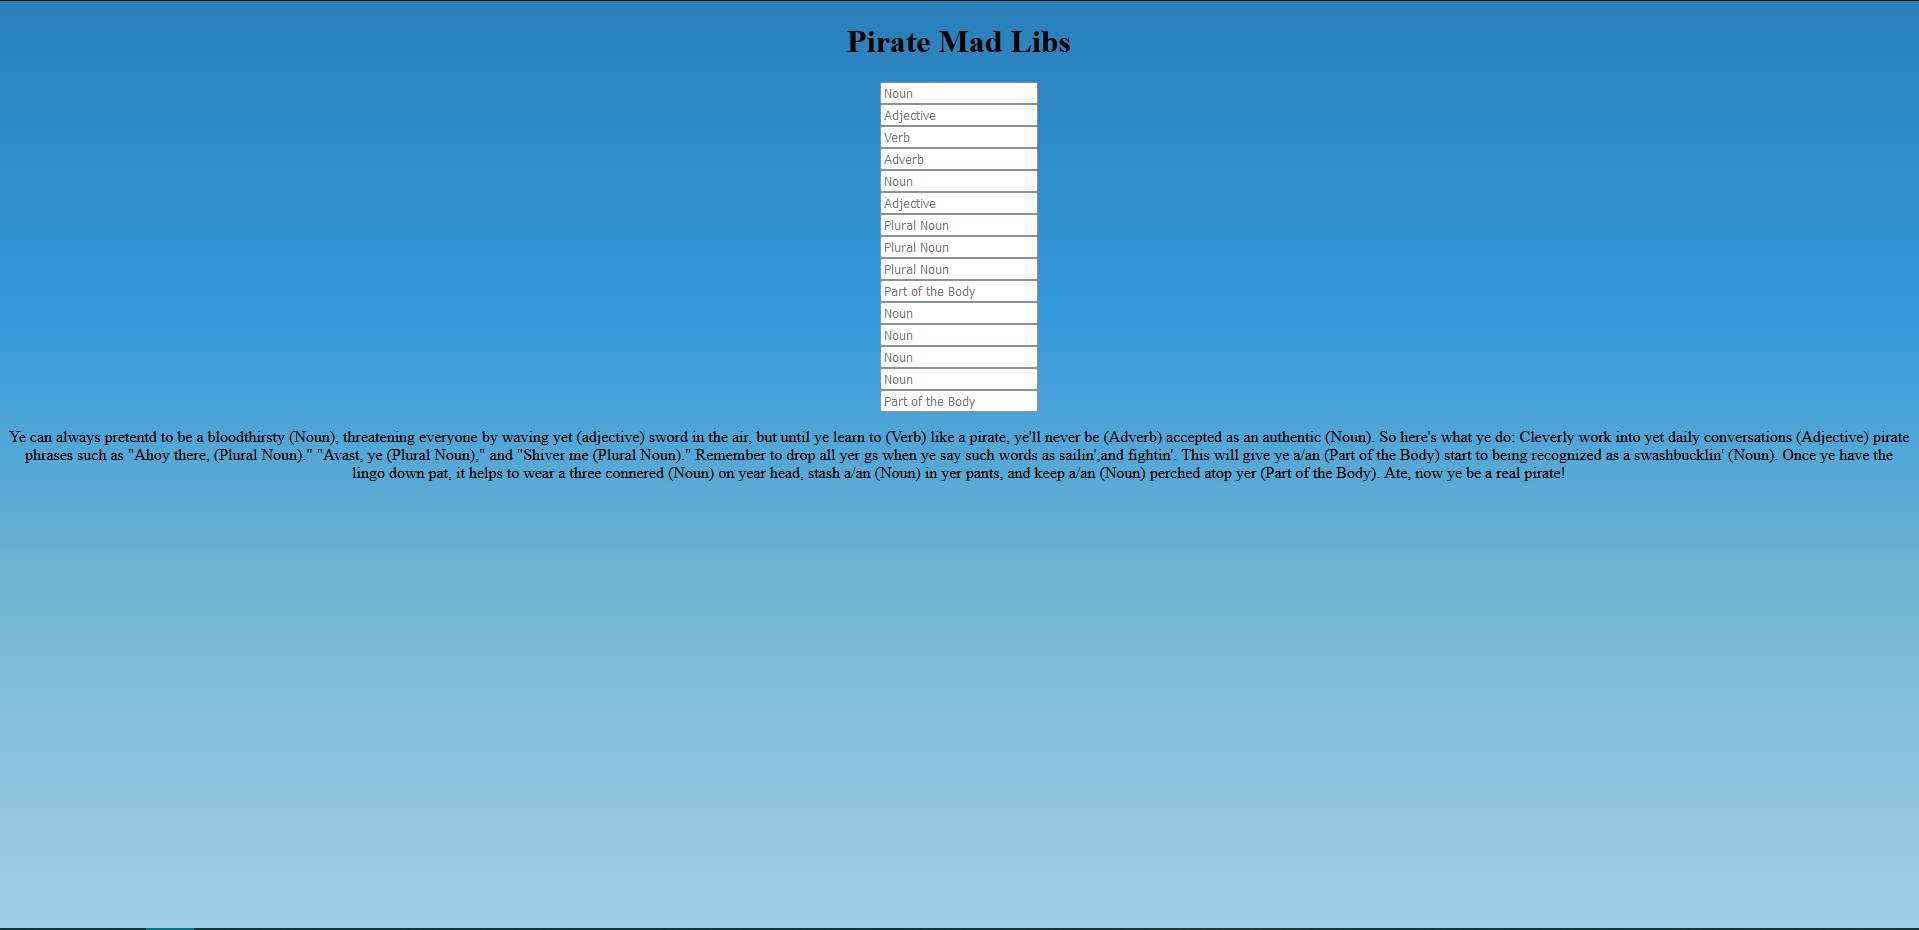 Pirate Mad Libs
Noun
Adjective
Verb
Adverb
Noun
Adjective
Plural Noun
Plural Noun
Plural Noun
Part of the Body
Noun
Noun
Noun
Noun
Part of the Body
Ye can always pretentd to be a bloodthirsty (Noun), threatening everyone by waving yet (adjective) sword in the air, but until ye learn to (Verb) like a pirate, ye'll never be (Adverb) accepted as an authentic (Noun). So here's what ye do: Cleverly work into yet daily conversations (Adjective) pirate
phrases such as "Ahoy there, (Plural Noun)." "Avast, ye (Plural Noun)," and "Shiver me (Plural Noun)." Remember to drop all yer gs when ye say such words as sailin',and fightin'. This will give ye a/an (Part of the Body) start to being recognized as a swashbucklin' (Noun). Once ye have the
lingo down pat, it helps to wear a three connered (Noun) on year head, stash a/an (Noun) in yer pants, and keep a/an (Noun) perched atop yer (Part of the Body). Ate, now ye be a real pirate!